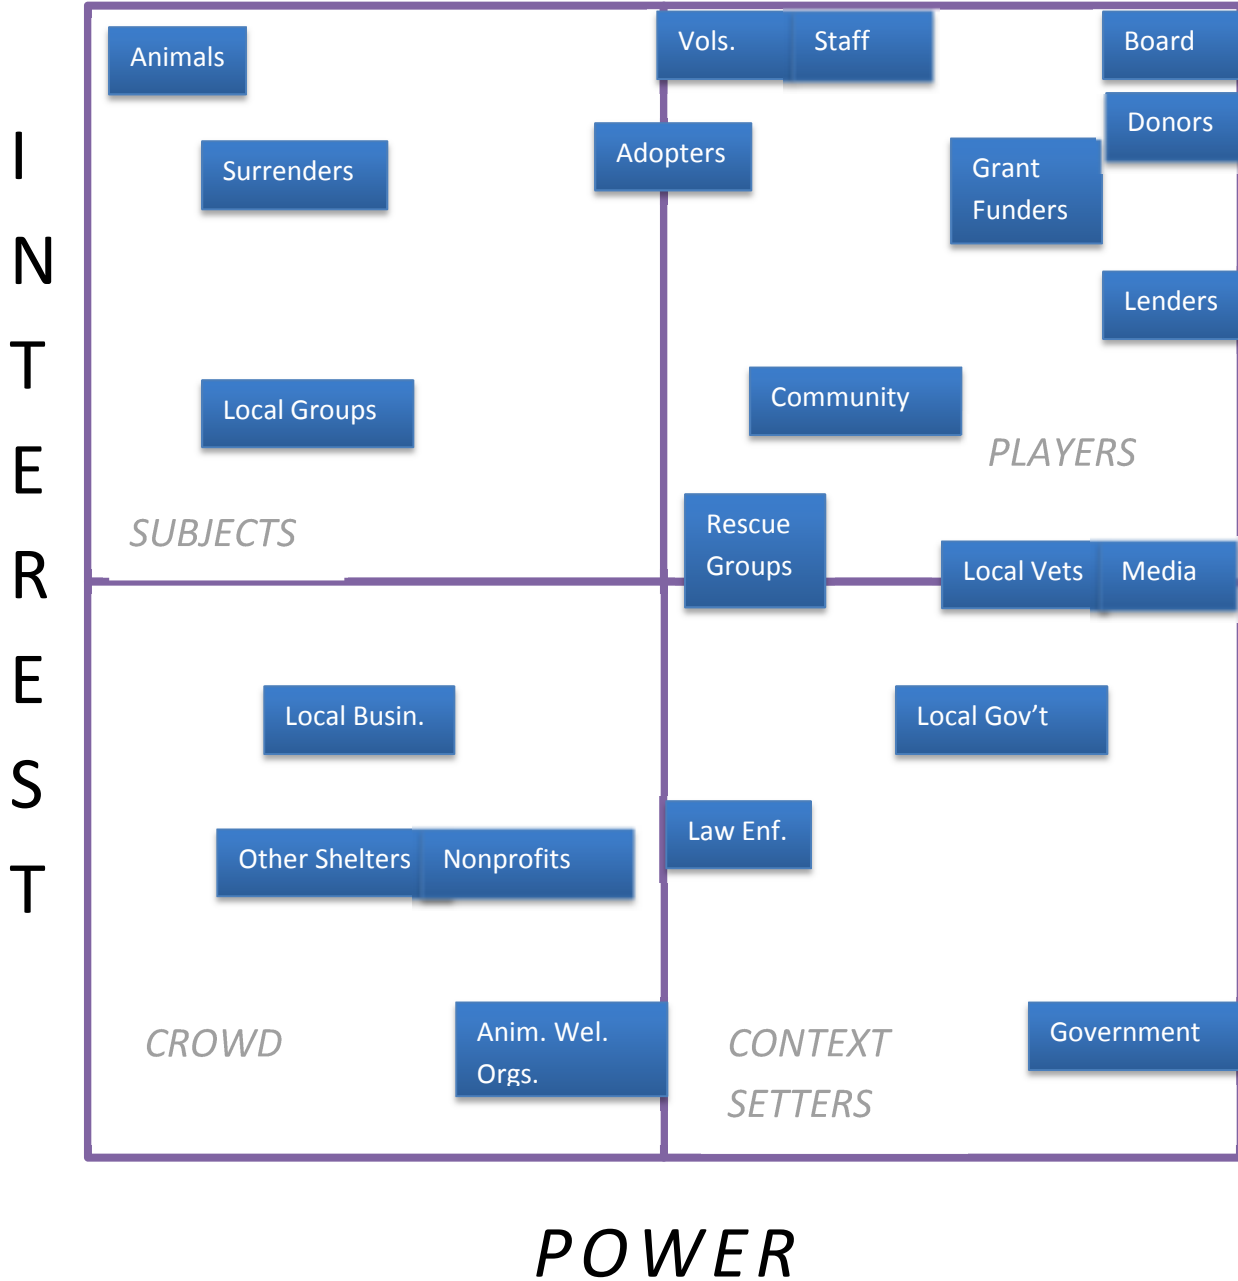 INTEREST
Animals
Vols.
Staff
Board
Donors
Adopters
Surrenders
Grant
Funders
Lenders
Community
Local Groups
PLAYERS
SUBJECTS
Rescue
Groups
Local Vets
Media
Local Busin.
Local Gov’t
Law Enf.
Other Shelters
Nonprofits
CROWD
Anim. Wel.
Orgs.
CONTEXT
SETTERS
Government
POWER